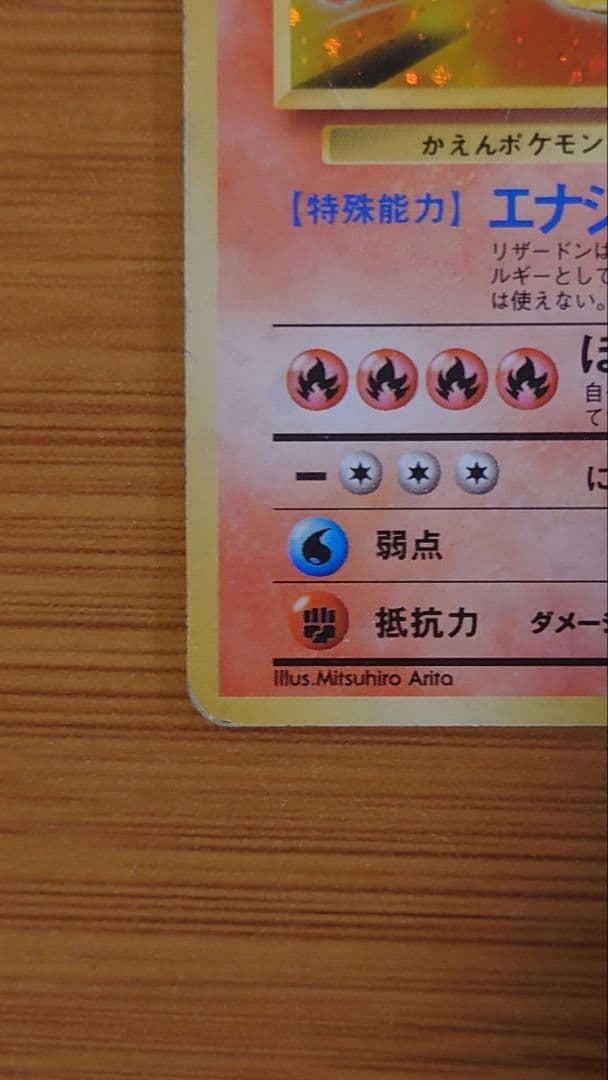 かえんポケモン
【特殊能力】 エナジ
リザードンは
ルギーとして
は使えない。
ほ
自
て
に
弱点
抵抗力 ダメージ
Illus.Mitsuhiro Arita